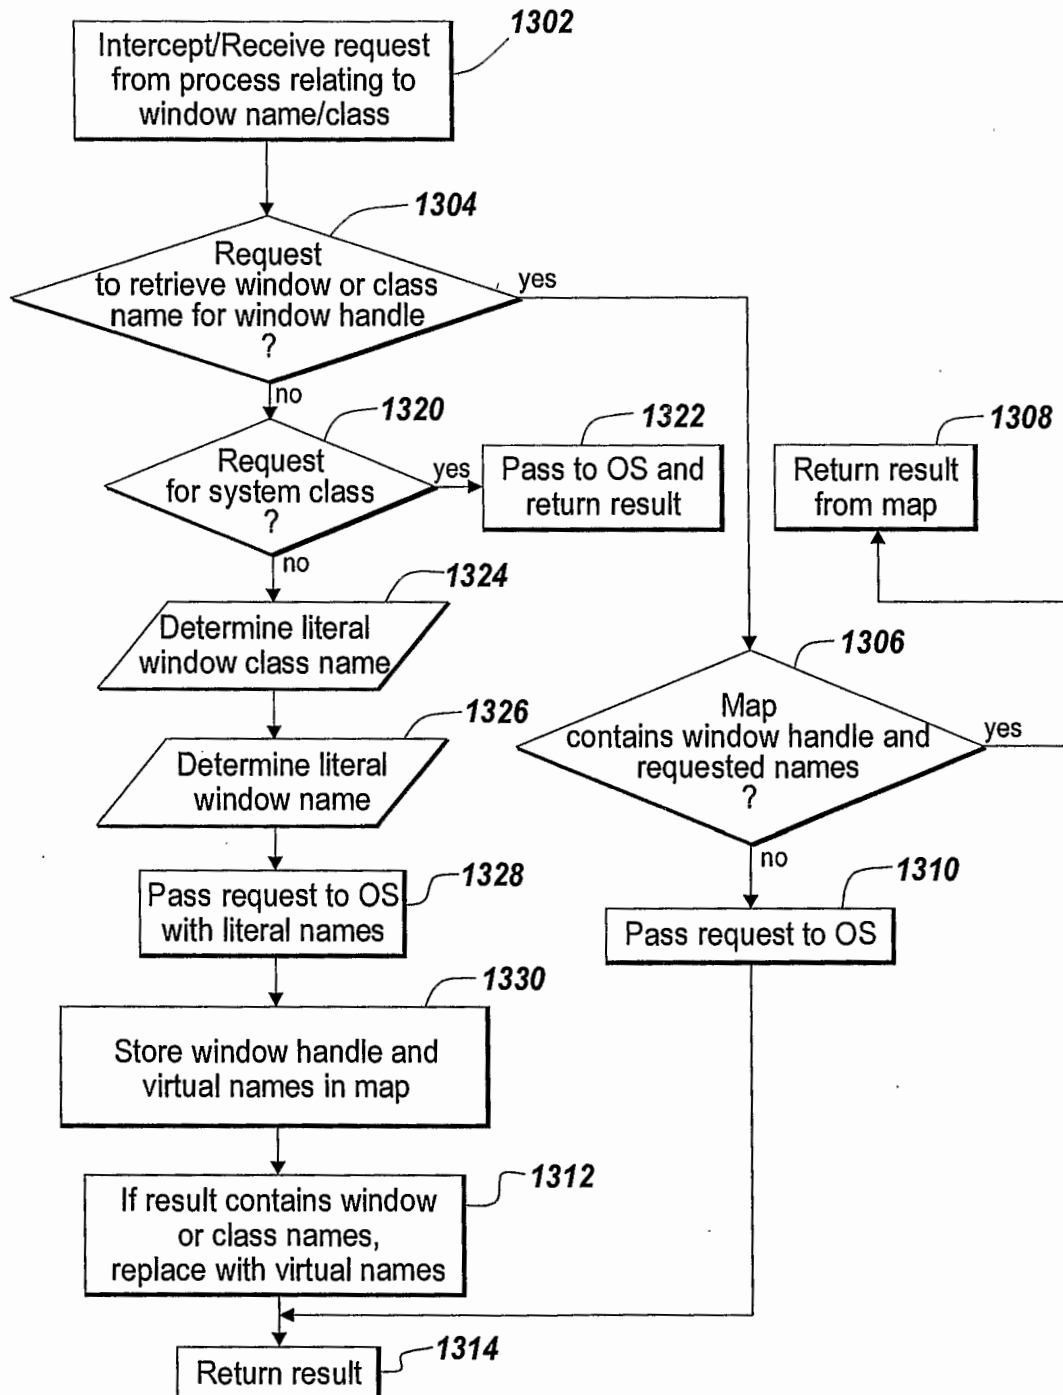 1302
Intercept/Receive request
from process relating to
window name/class
1304
Request
to retrieve window or class
name for window handle
?
yes
no
1320
Request
for system class
?
yes
no
1322
Pass to OS and
return result
1308
Return result
from map
1324
Determine literal
window class name
1306
Map
contains window handle and
requested names
?
yes
no
1326
Determine literal
window name
1328
Pass request to OS
with literal names
1310
Pass request to OS
1330
Store window handle and
virtual names in map
1312
If result contains window
or class names,
replace with virtual names
1314
Return result